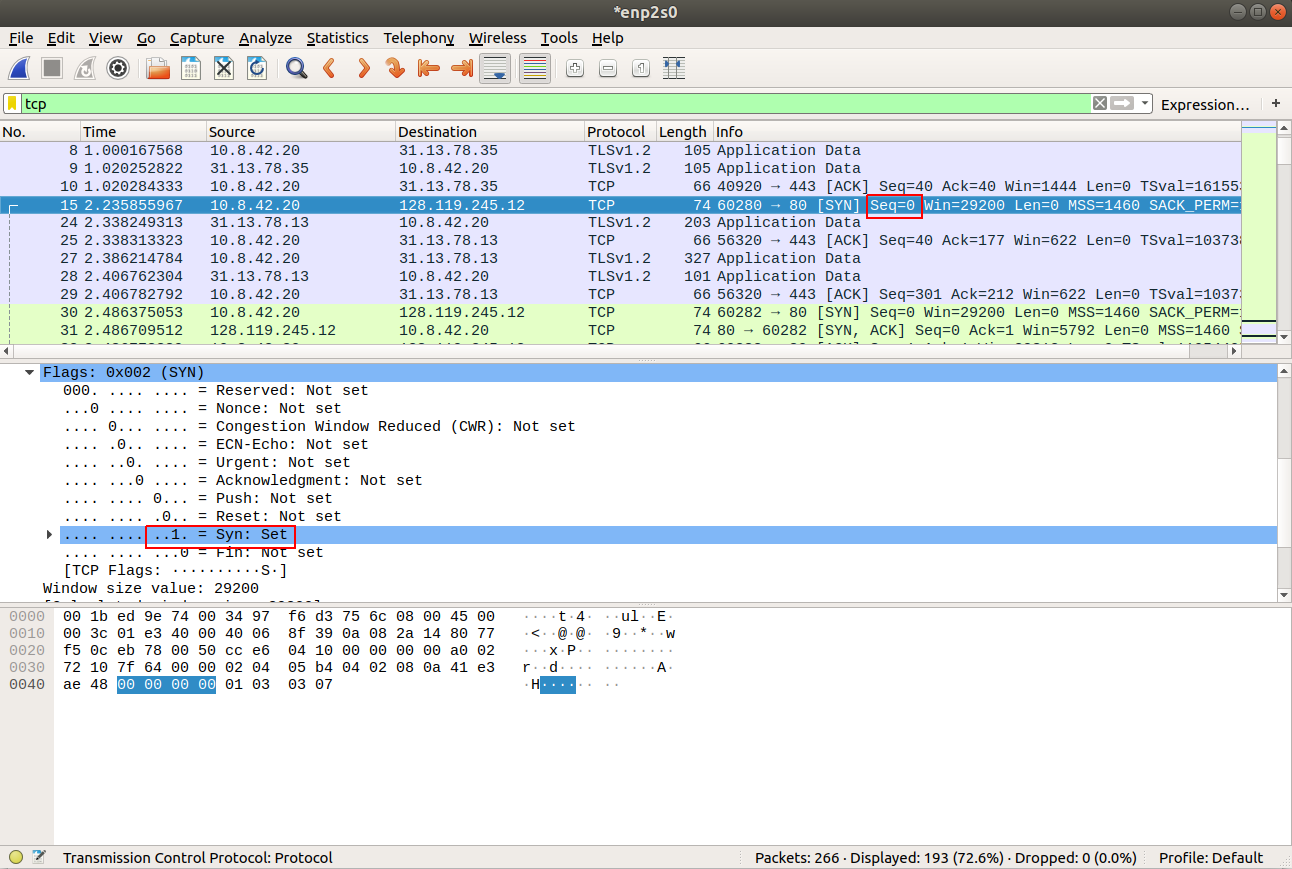 *enp2s0
File Edit View Go Capture Analyze Statistics Telephony Wireless Tools Help
tcp Expression… +
No. Time Source Destination Protocol Length Info
8 1.000167568 10.8.42.20 31.13.78.35 TLSv1.2 105 Application Data
9 1.020252822 31.13.78.35 10.8.42.20 TLSv1.2 105 Application Data
10 1.020284333 10.8.42.20 31.13.78.35 TCP 66 40920 → 443 [ACK] Seq=40 Ack=40 Win=1444 Len=0 TSval=161553
15 2.235855967 10.8.42.20 128.119.245.12 TCP 74 60280 → 80 [SYN] Seq=0 Win=29200 Len=0 MSS=1460 SACK_PERM=
24 2.338249313 31.13.78.13 10.8.42.20 TLSv1.2 203 Application Data
25 2.338313323 10.8.42.20 31.13.78.13 TCP 66 56320 → 443 [ACK] Seq=40 Ack=177 Win=622 Len=0 TSval=10373
27 2.386214784 10.8.42.20 31.13.78.13 TLSv1.2 327 Application Data
28 2.406762304 31.13.78.13 10.8.42.20 TLSv1.2 101 Application Data
29 2.406782792 10.8.42.20 31.13.78.13 TCP 66 56320 → 443 [ACK] Seq=301 Ack=212 Win=622 Len=0 TSval=10373
30 2.486375053 10.8.42.20 128.119.245.12 TCP 74 60282 → 80 [SYN] Seq=0 Win=29200 Len=0 MSS=1460 SACK_PERM=
31 2.486709512 128.119.245.12 10.8.42.20 TCP 74 80 → 60282 [SYN, ACK] Seq=0 Ack=1 Win=5792 Len=0 MSS=1460
Flags: 0x002 (SYN)
000. .... .... = Reserved: Not set
...0 .... .... = Nonce: Not set
.... 0... .... = Congestion Window Reduced (CWR): Not set
.... .0.. .... = ECN-Echo: Not set
.... ..0. .... = Urgent: Not set
.... ...0 .... = Acknowledgment: Not set
.... .... 0... = Push: Not set
.... .... .0.. = Reset: Not set
.... .... ..1. = Syn: Set
.... .... ...0 = Fin: Not set
[TCP Flags: ··········S·]
Window size value: 29200
0000 00 1b ed 9e 74 00 34 97 f6 d3 75 6c 08 00 45 00 ····t·4· ··ul··E·
0010 00 3c 01 e3 40 00 40 06 8f 39 0a 08 2a 14 80 77 ·<··@·@· ·9··*··w
0020 f5 0c eb 78 00 50 cc e6 04 10 00 00 00 00 a0 02 ···x·P·· ········
0030 72 10 7f 64 00 00 02 04 05 b4 04 02 08 0a 41 e3 r··d···· ······A·
0040 ae 48 00 00 00 00 01 03 03 07 ·H······ ··
Transmission Control Protocol: Protocol Packets: 266 · Displayed: 193 (72.6%) · Dropped: 0 (0.0%) Profile: Default